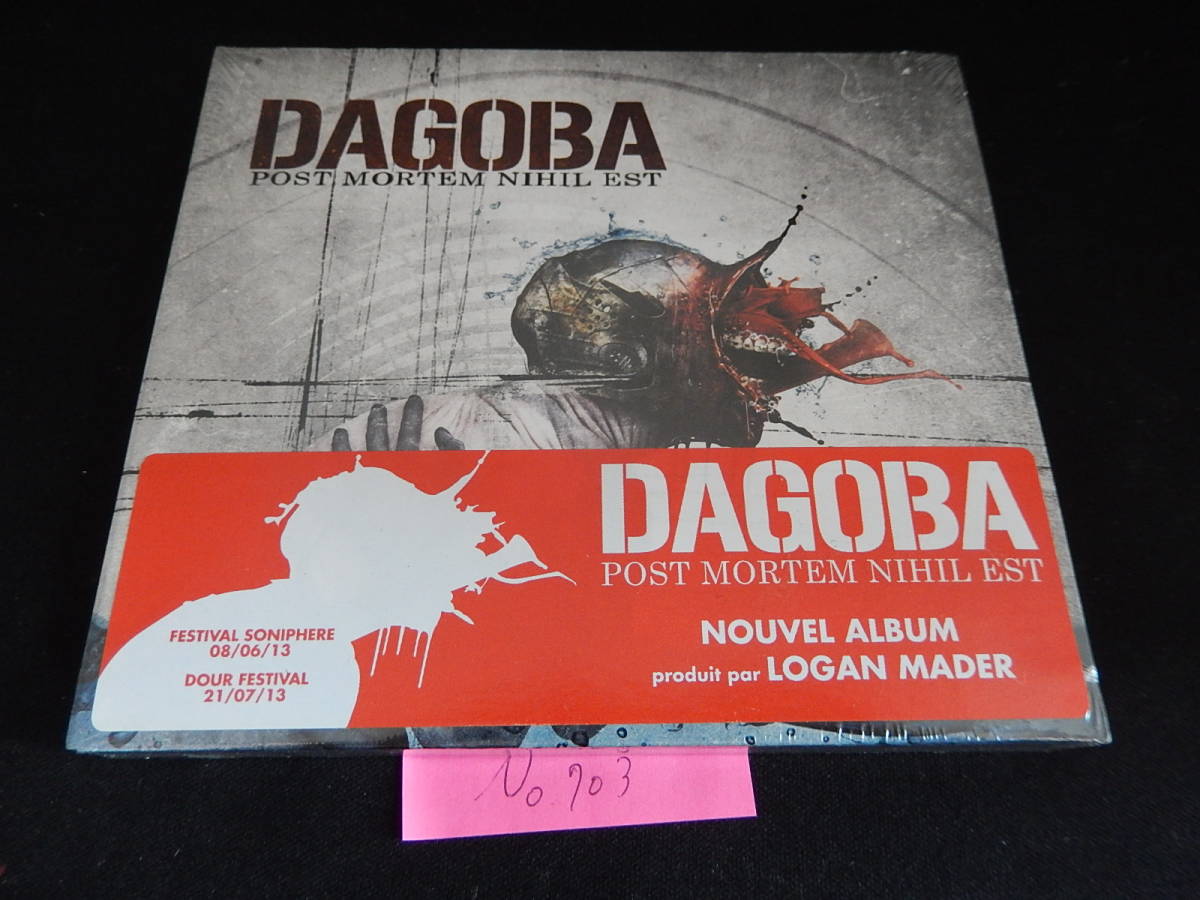 DAGOBA
POST MORTEM NIHIL EST
DAGOBA
POST MORTEM NIHIL EST
NOUVEL ALBUM
produit par LOGAN MADER
FESTIVAL SONIPHERE
08/06/13
DOUR FESTIVAL
21/07/13
No.703